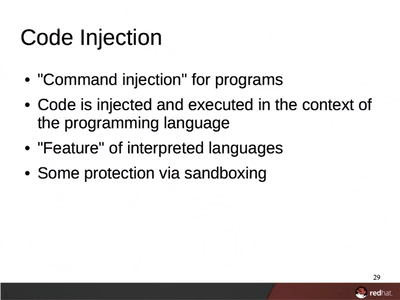 Code Injection
• "Command injection" for programs
• Code is injected and executed in the context of
the programming language
• "Feature" of interpreted languages
• Some protection via sandboxing
29
redhat.